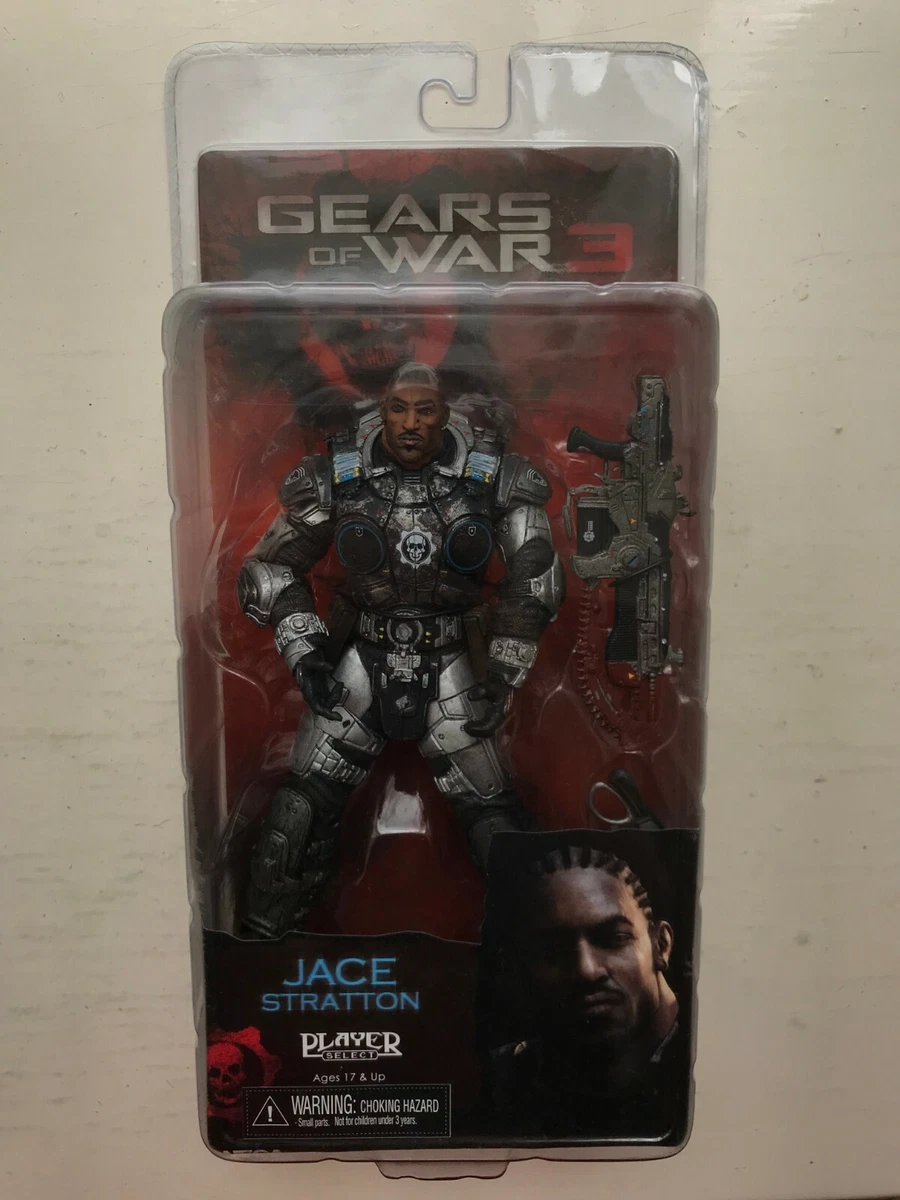 GEARS
OF WAR 3
JACE
STRATTON
PLAYER
SELECT
Ages 17 & Up
WARNING: CHOKING HAZARD
- Small parts. Not for children under 3 years.